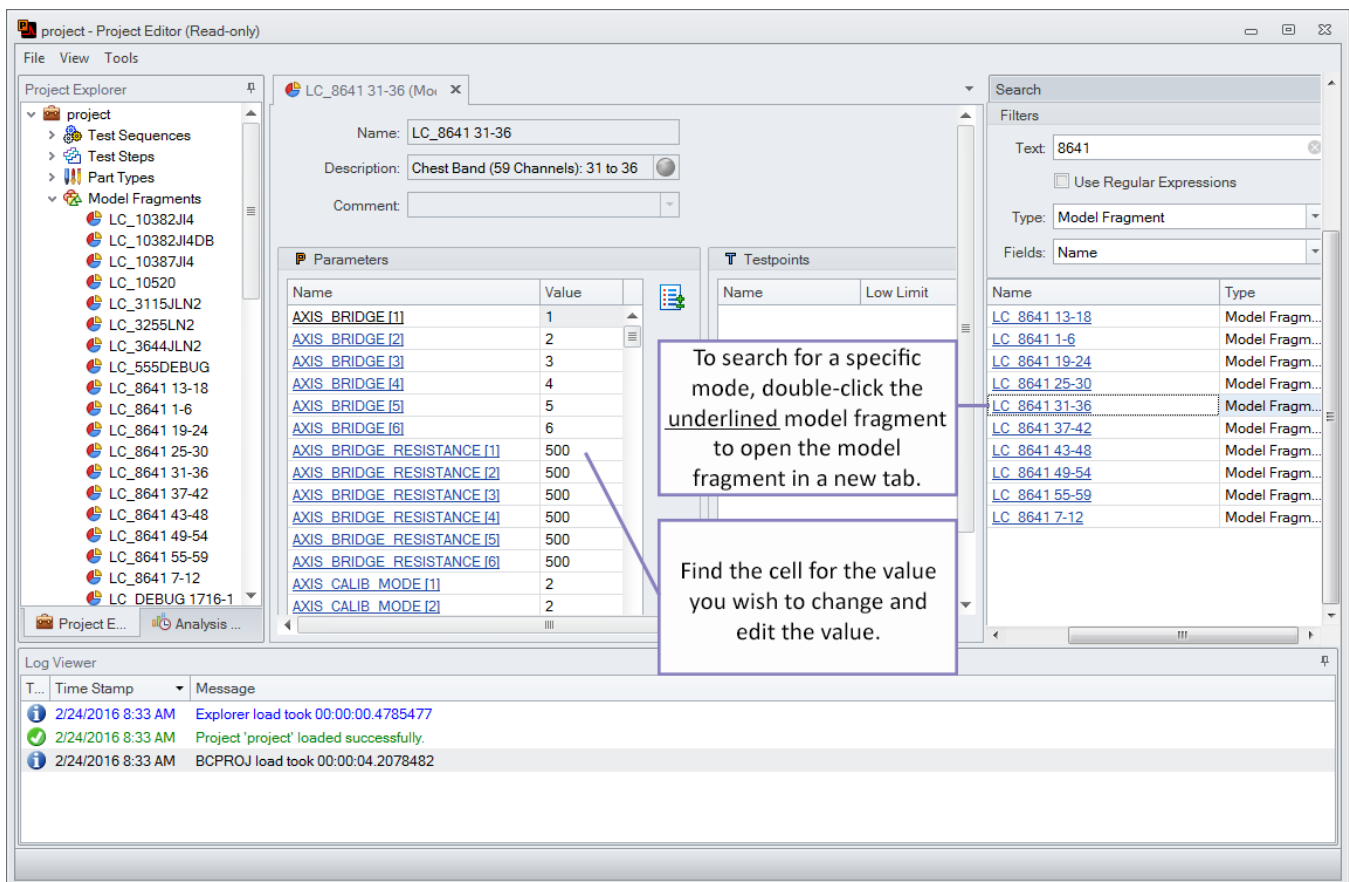 project - Project Editor (Read-only)
File View Tools
Project Explorer
project
Test Sequences
Test Steps
Part Types
Model Fragments
LC_10382JI4
LC_10382JI4DB
LC_10387JI4
LC_10520
LC_3115JLN2
LC_3255LN2
LC_3644JLN2
LC_555DEBUG
LC_8641 13-18
LC_8641 1-6
LC_8641 19-24
LC_8641 25-30
LC_8641 31-36
LC_8641 37-42
LC_8641 43-48
LC_8641 49-54
LC_8641 55-59
LC_8641 7-12
LC_DEBUG 1716-1
Project E... Analysis ...
LC_8641 31-36 (Mo
Name: LC_8641 31-36
Description: Chest Band (59 Channels): 31 to 36
Comment:
Parameters
Name Value
AXIS_BRIDGE [1] 1
AXIS_BRIDGE [2] 2
AXIS_BRIDGE [3] 3
AXIS_BRIDGE [4] 4
AXIS_BRIDGE [5] 5
AXIS_BRIDGE [6] 6
AXIS_BRIDGE_RESISTANCE [1] 500
AXIS_BRIDGE_RESISTANCE [2] 500
AXIS_BRIDGE_RESISTANCE [3] 500
AXIS_BRIDGE_RESISTANCE [4] 500
AXIS_BRIDGE_RESISTANCE [5] 500
AXIS_BRIDGE_RESISTANCE [6] 500
AXIS_CALIB_MODE [1] 2
AXIS_CALIB_MODE [2] 2
Testpoints
Name Low Limit
To search for a specific
mode, double-click the
underlined model fragment
to open the model
fragment in a new tab.
Find the cell for the value
you wish to change and
edit the value.
Search
Filters
Text: 8641
Use Regular Expressions
Type: Model Fragment
Fields: Name
Name Type
LC_8641 13-18 Model Fragm...
LC_8641 1-6 Model Fragm...
LC_8641 19-24 Model Fragm...
LC_8641 25-30 Model Fragm...
LC_8641 31-36 Model Fragm...
LC_8641 37-42 Model Fragm...
LC_8641 43-48 Model Fragm...
LC_8641 49-54 Model Fragm...
LC_8641 55-59 Model Fragm...
LC_8641 7-12 Model Fragm...
Log Viewer
T... Time Stamp Message
2/24/2016 8:33 AM Explorer load took 00:00:00.4785477
2/24/2016 8:33 AM Project 'project' loaded successfully.
2/24/2016 8:33 AM BCPROJ load took 00:00:04.2078482